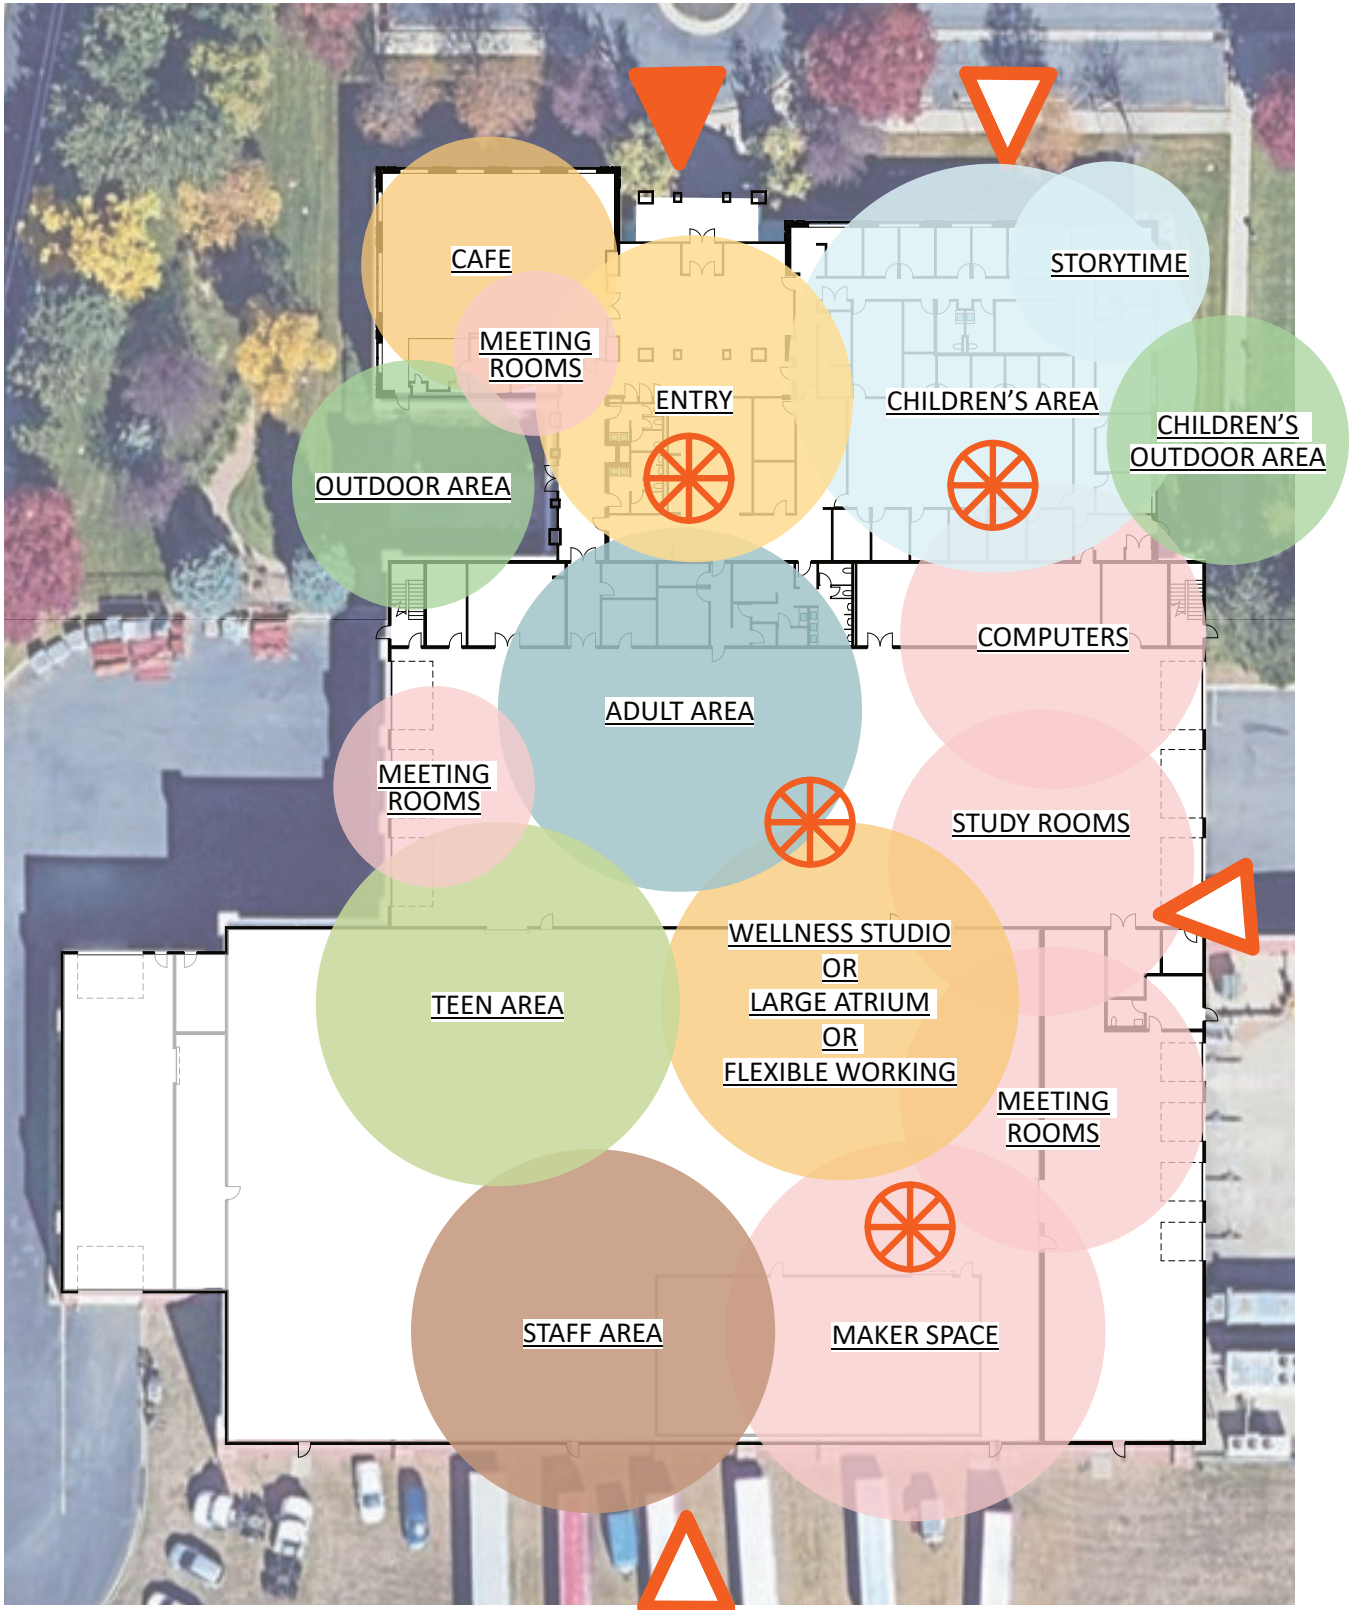 CAFE
STORYTIME
MEETING
ROOMS
ENTRY
CHILDREN'S AREA
CHILDREN'S
OUTDOOR AREA
OUTDOOR AREA
COMPUTERS
ADULT AREA
MEETING
ROOMS
STUDY ROOMS
WELLNESS STUDIO
OR
LARGE ATRIUM
OR
FLEXIBLE WORKING
TEEN AREA
MEETING
ROOMS
STAFF AREA
MAKER SPACE